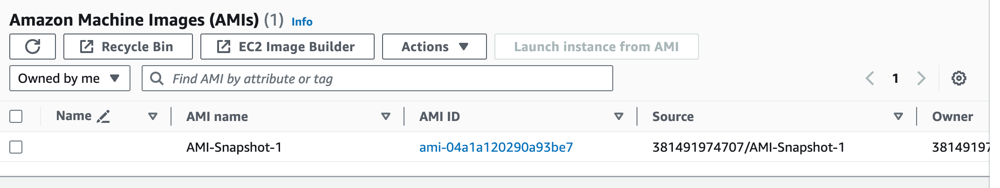 Amazon Machine Images (AMIs) (1) Info
Recycle Bin EC2 Image Builder Actions Launch instance from AMI
Owned by me Find AMI by attribute or tag 1
Name AMI name AMI ID Source Owner
AMI-Snapshot-1 ami-04a1a120290a93be7 381491974707/AMI-Snapshot-1 38149197